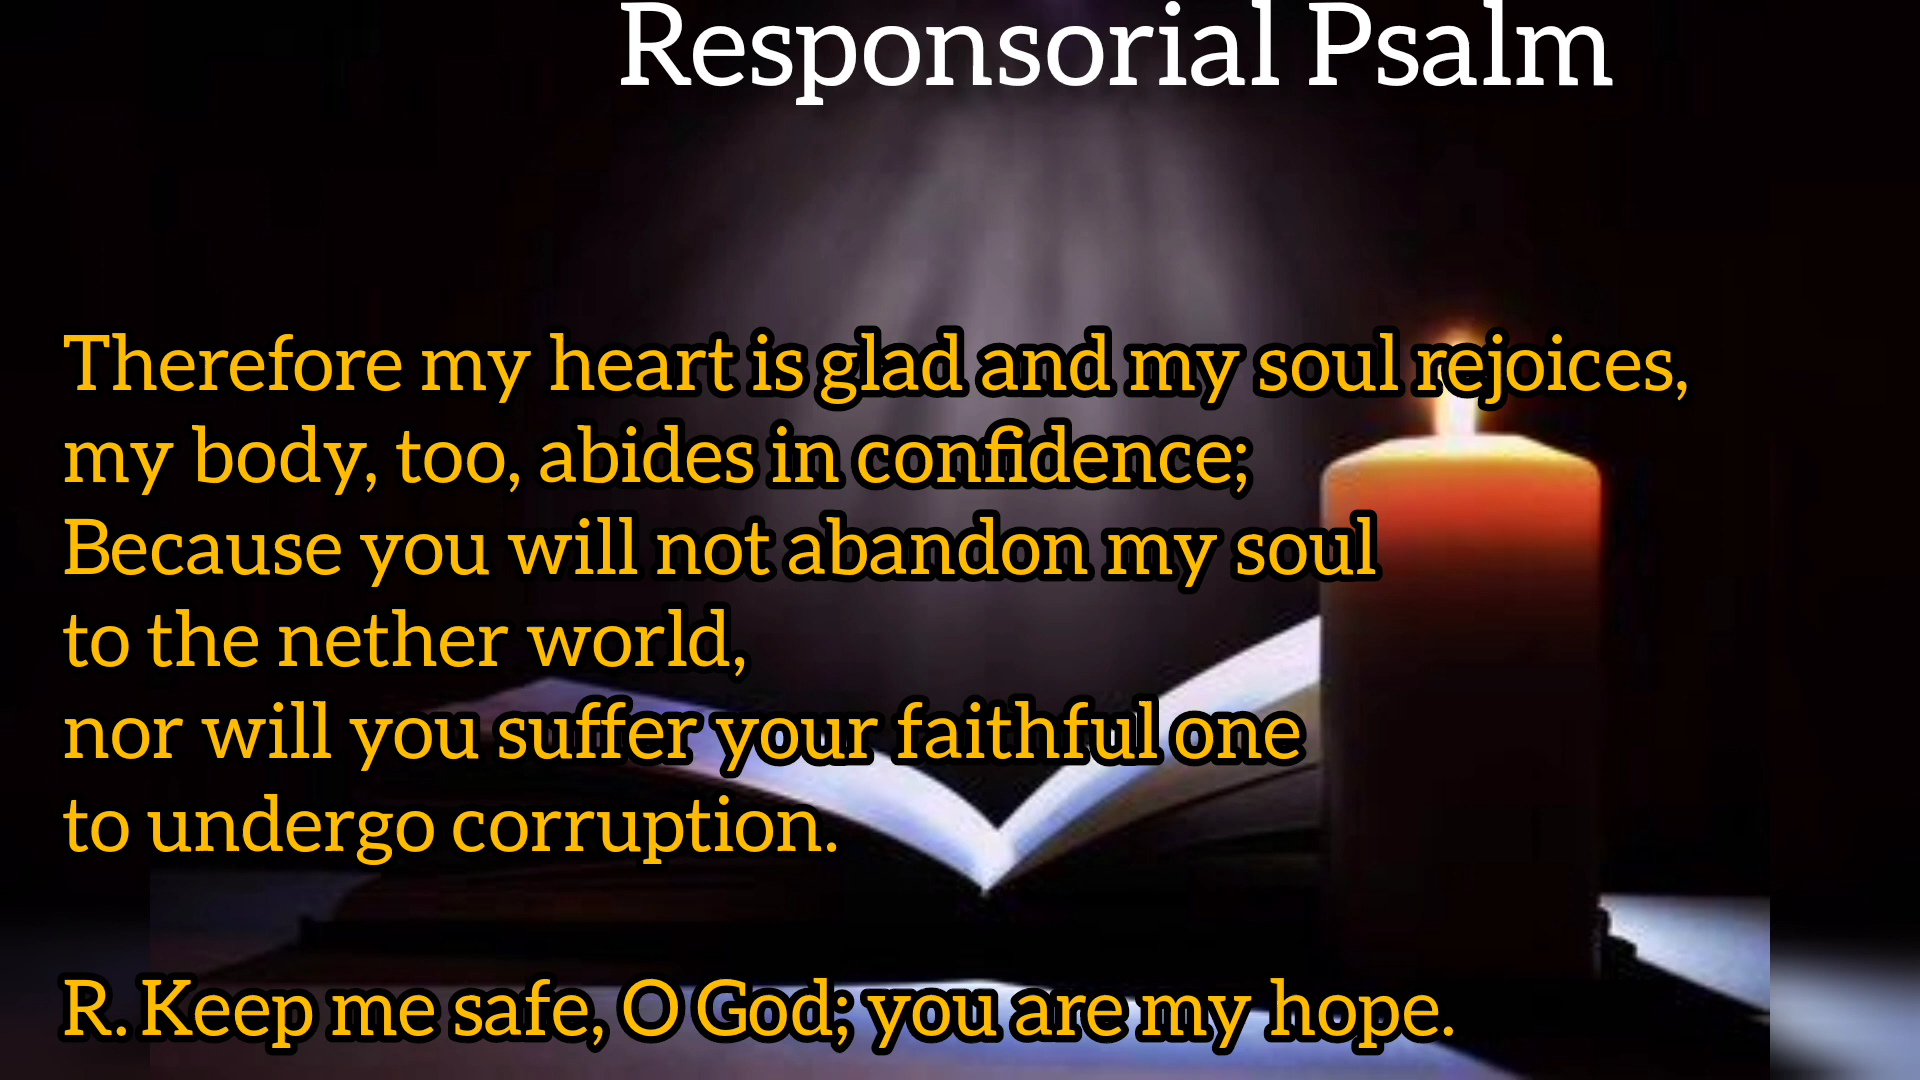 Responsorial Psalm
Therefore my heart is glad and my soul rejoices,
my body, too, abides in confidence;
Because you will not abandon my soul
to the nether world,
nor will you suffer your faithful one
to undergo corruption.
R. Keep me safe, O God; you are my hope.